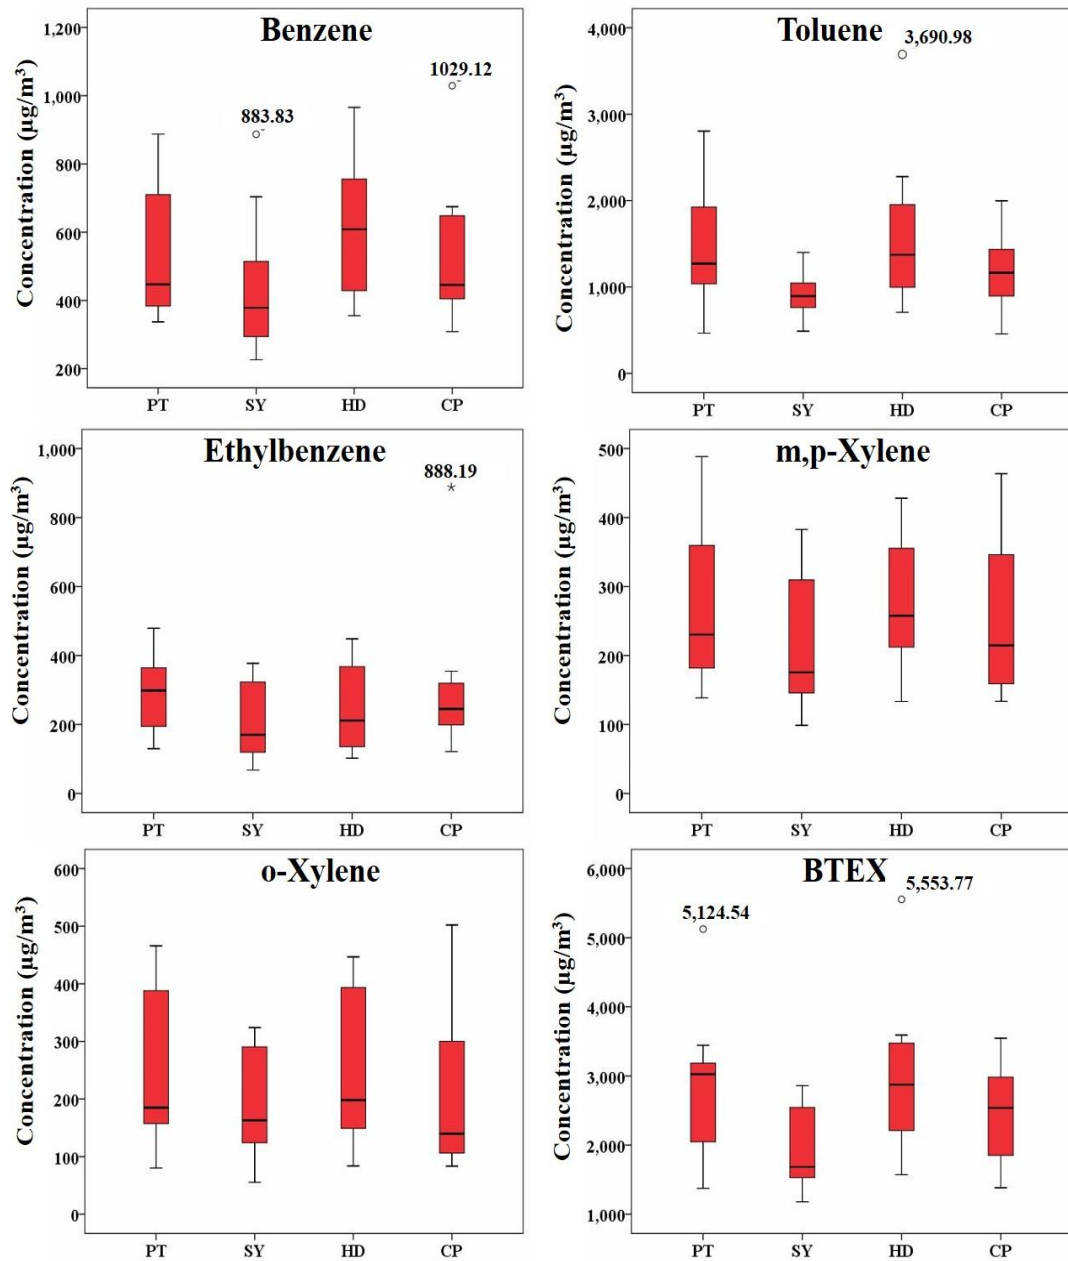 Benzene
Concentration (µg/m³)
1,200
1,000
800
600
400
200
883.83
1029.12
PT SY HD CP
Toluene
Concentration (µg/m³)
4,000
3,000
2,000
1,000
0
3,690.98
PT SY HD CP
Ethylbenzene
Concentration (µg/m³)
1,000
800
600
400
200
0
888.19
PT SY HD CP
m,p-Xylene
Concentration (µg/m³)
500
400
300
200
100
0
PT SY HD CP
o-Xylene
Concentration (µg/m³)
600
500
400
300
200
100
0
PT SY HD CP
BTEX
Concentration (µg/m³)
6,000
5,000
4,000
3,000
2,000
1,000
5,124.54
5,553.77
PT SY HD CP